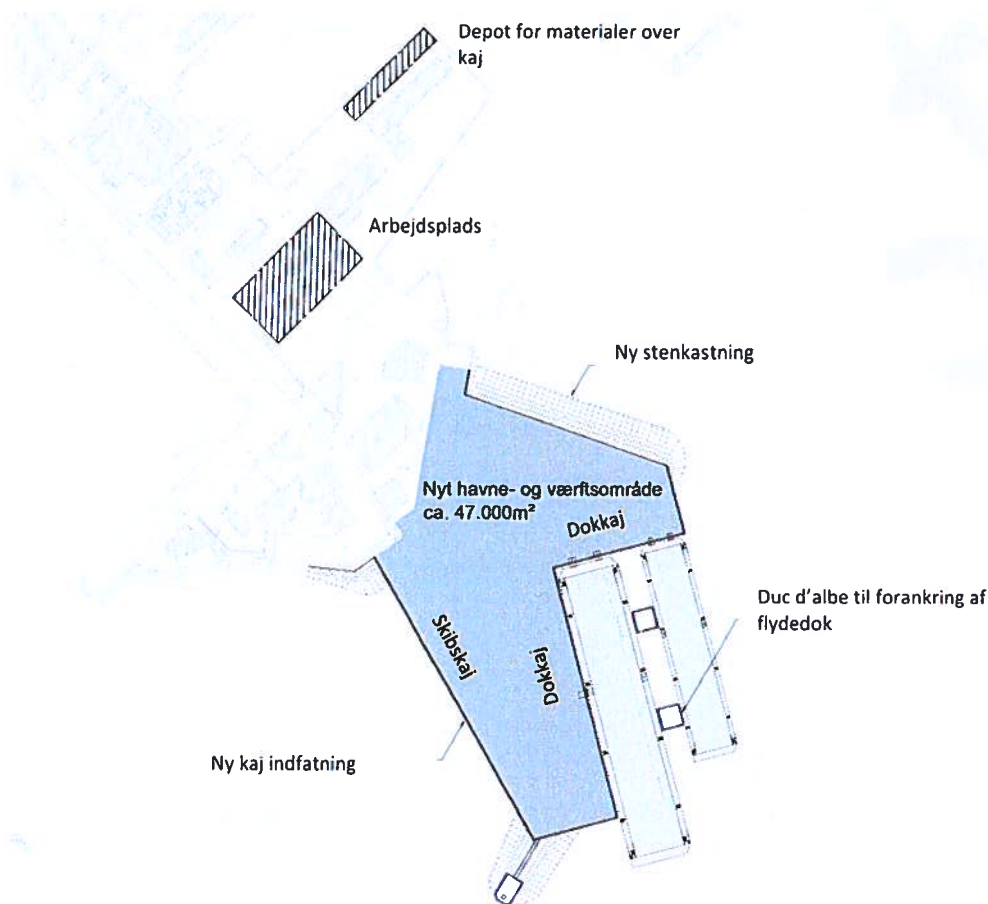 Depot for materialer over
kaj
Arbejdsplads
Ny stenkastning
Nyt havne- og værftsområde
ca. 47.000m²
Dokkaj
Duc d'albe til forankring af
flydedok
Skibskaj
Dokkaj
Ny kaj indfatning